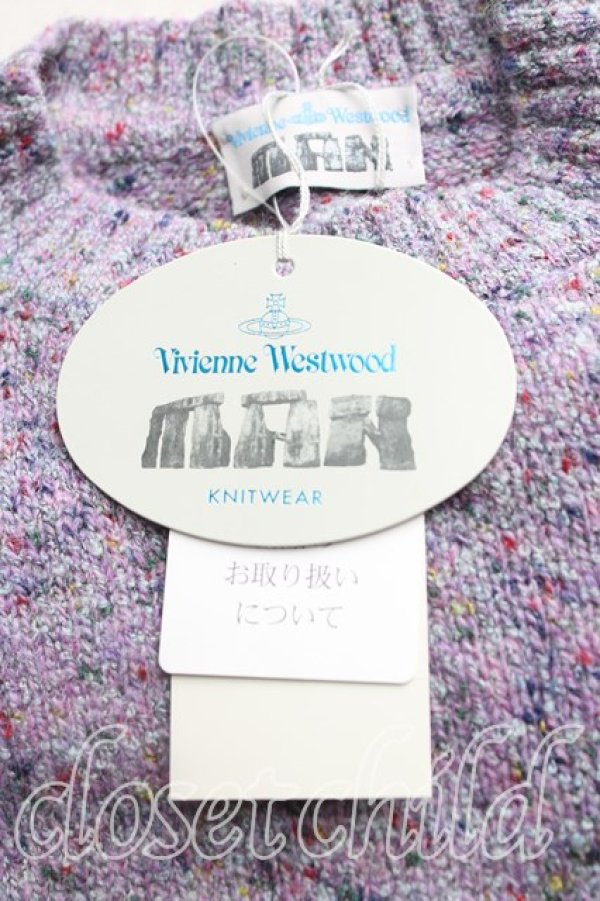 Vivienne Westwood
MAN
Vivienne Westwood
MAN
KNITWEAR
お取り扱い
について
closet child